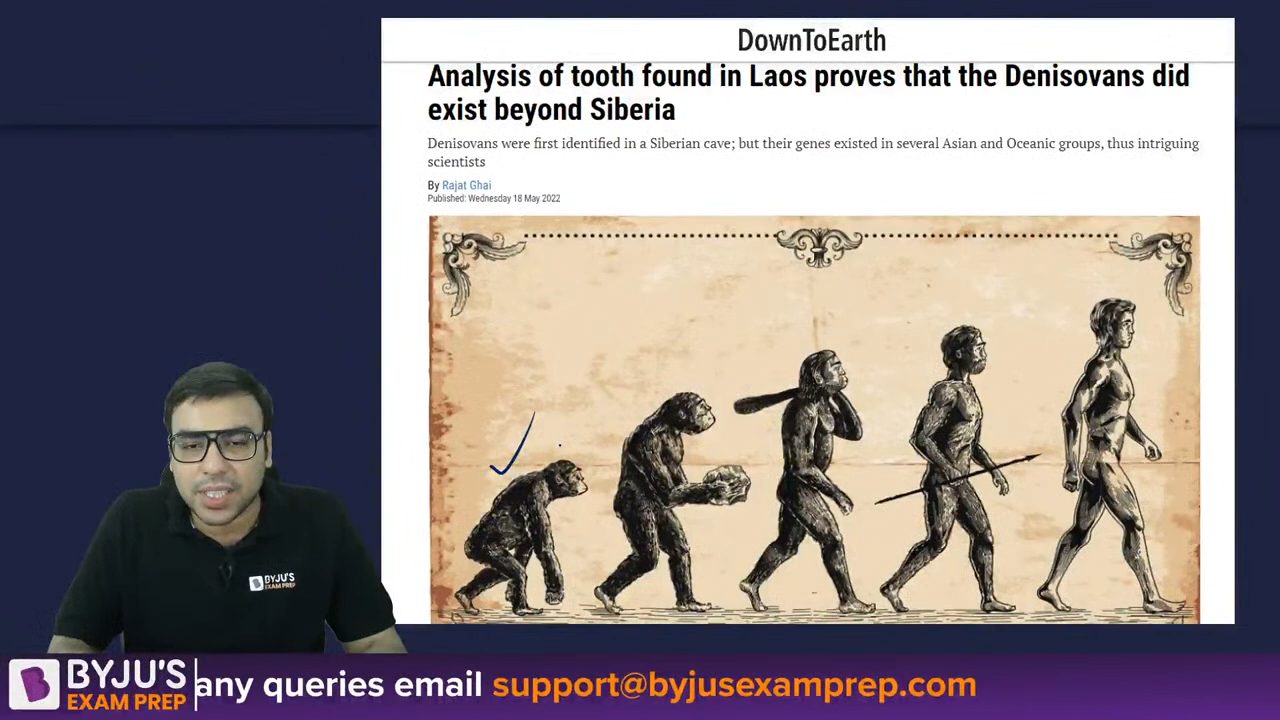 DownToEarth
Analysis of tooth found in Laos proves that the Denisovans did
exist beyond Siberia
Denisovans were first identified in a Siberian cave; but their genes existed in several Asian and Oceanic groups, thus intriguing
scientists
By Rajat Ghai
Published: Wednesday 18 May 2022
BYJU'S
EXAM PREP
BYJU'S
EXAM PREP
any queries email support@byjusexamprep.com